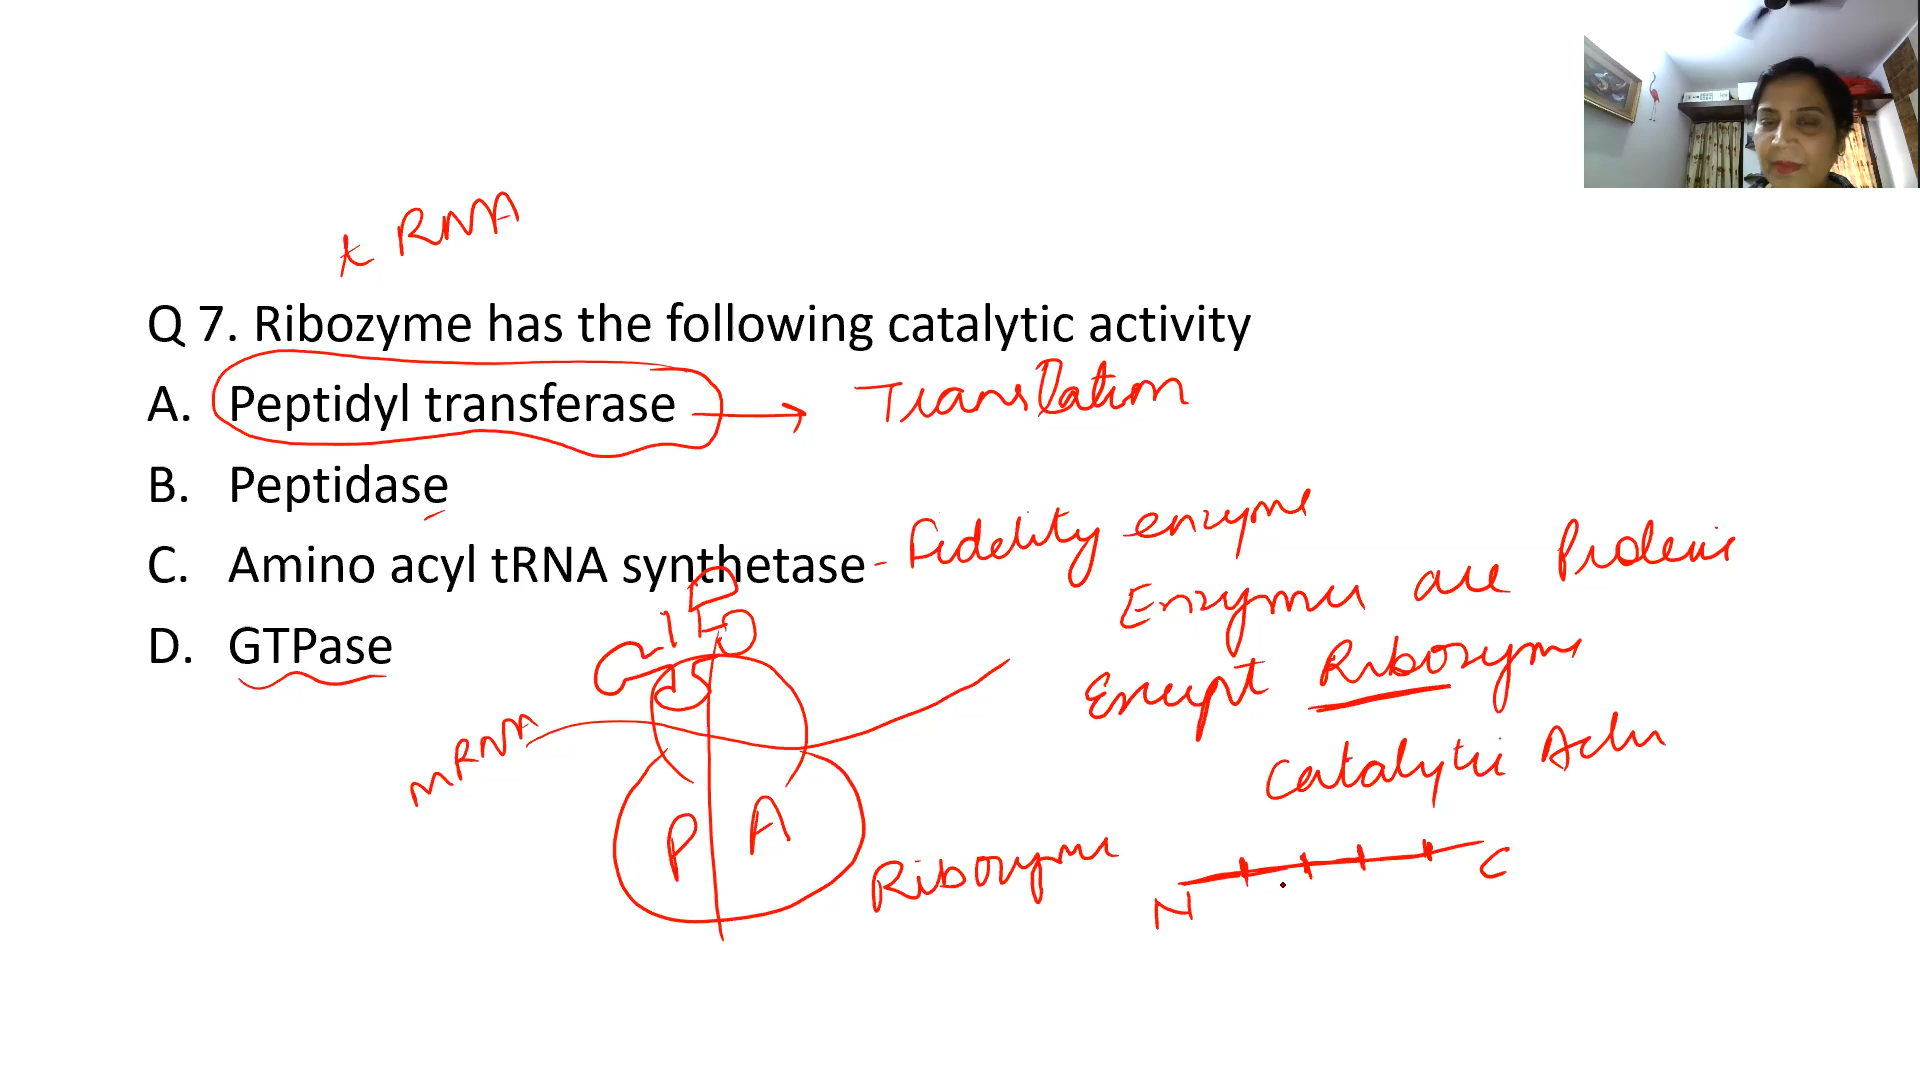 t RNA
Q 7. Ribozyme has the following catalytic activity
A. Peptidyl transferase → Translation
B. Peptidase
C. Amino acyl tRNA synthetase - Fidelity enzyme
Enzymes are Proteins
D. GTPase
Except Ribozyme
mRNA
Catalytic
P A
Ribozyme
N C